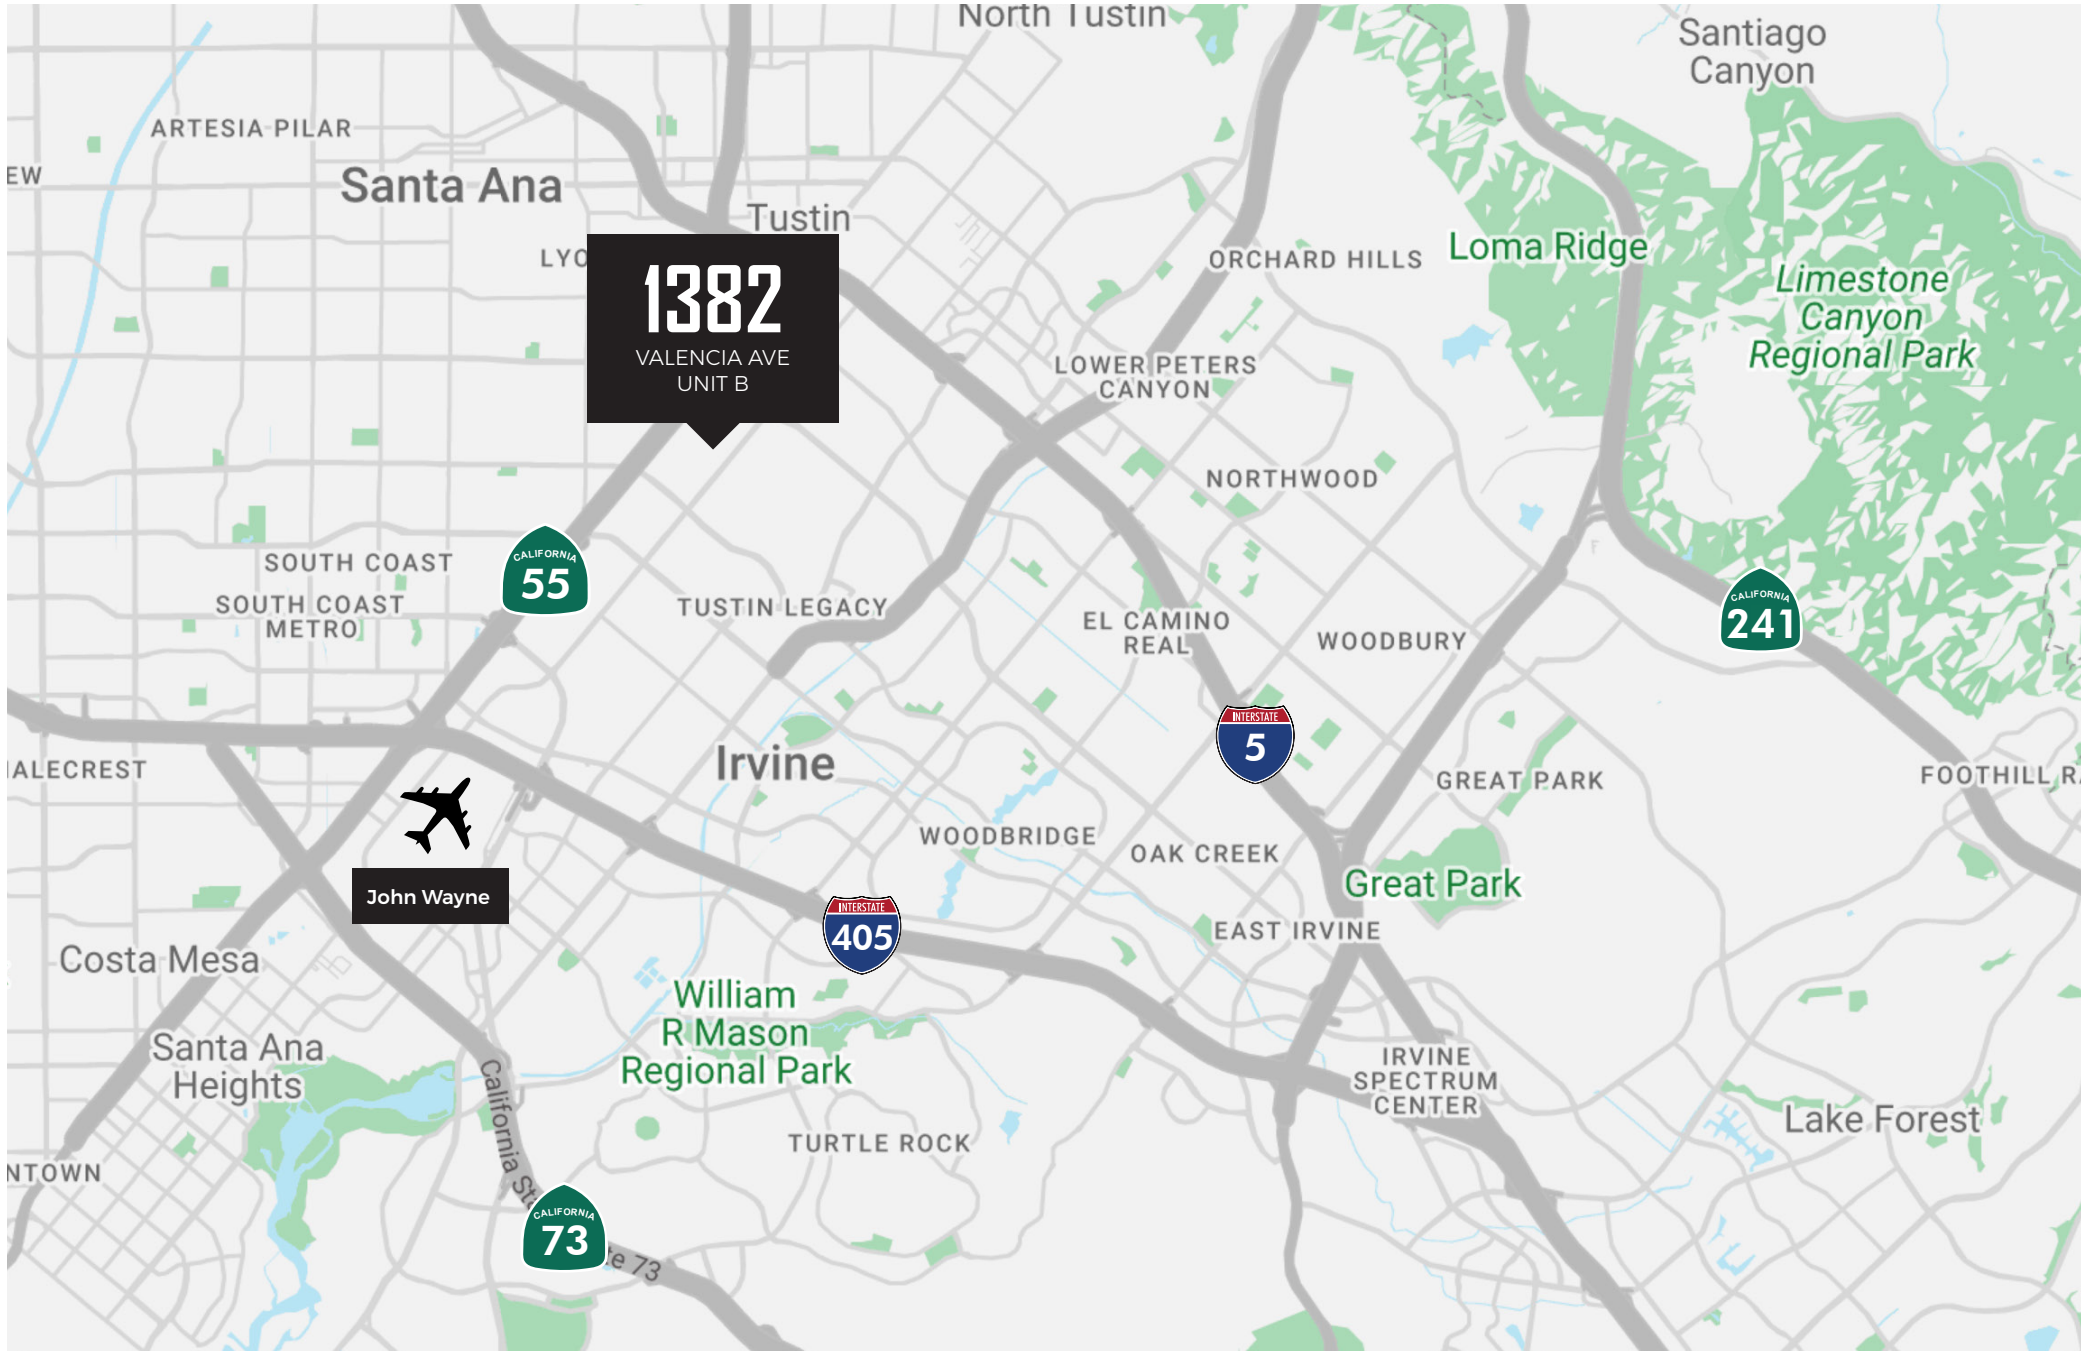 North Tustin
Santiago
Canyon
ARTESIA PILAR
EW
Santa Ana
Tustin
LYO
ORCHARD HILLS
Loma Ridge
Limestone
Canyon
Regional Park
1382
VALENCIA AVE
UNIT B
LOWER PETERS
CANYON
NORTHWOOD
SOUTH COAST
CALIFORNIA
55
SOUTH COAST
METRO
TUSTIN LEGACY
EL CAMINO
REAL
WOODBURY
CALIFORNIA
241
INTERSTATE
5
Irvine
ALECREST
GREAT PARK
FOOTHILL R
WOODBRIDGE
OAK CREEK
John Wayne
Great Park
INTERSTATE
405
EAST IRVINE
Costa Mesa
William
R Mason
Regional Park
Santa Ana
Heights
IRVINE
SPECTRUM
CENTER
California Sta
te 73
Lake Forest
TURTLE ROCK
NTOWN
CALIFORNIA
73